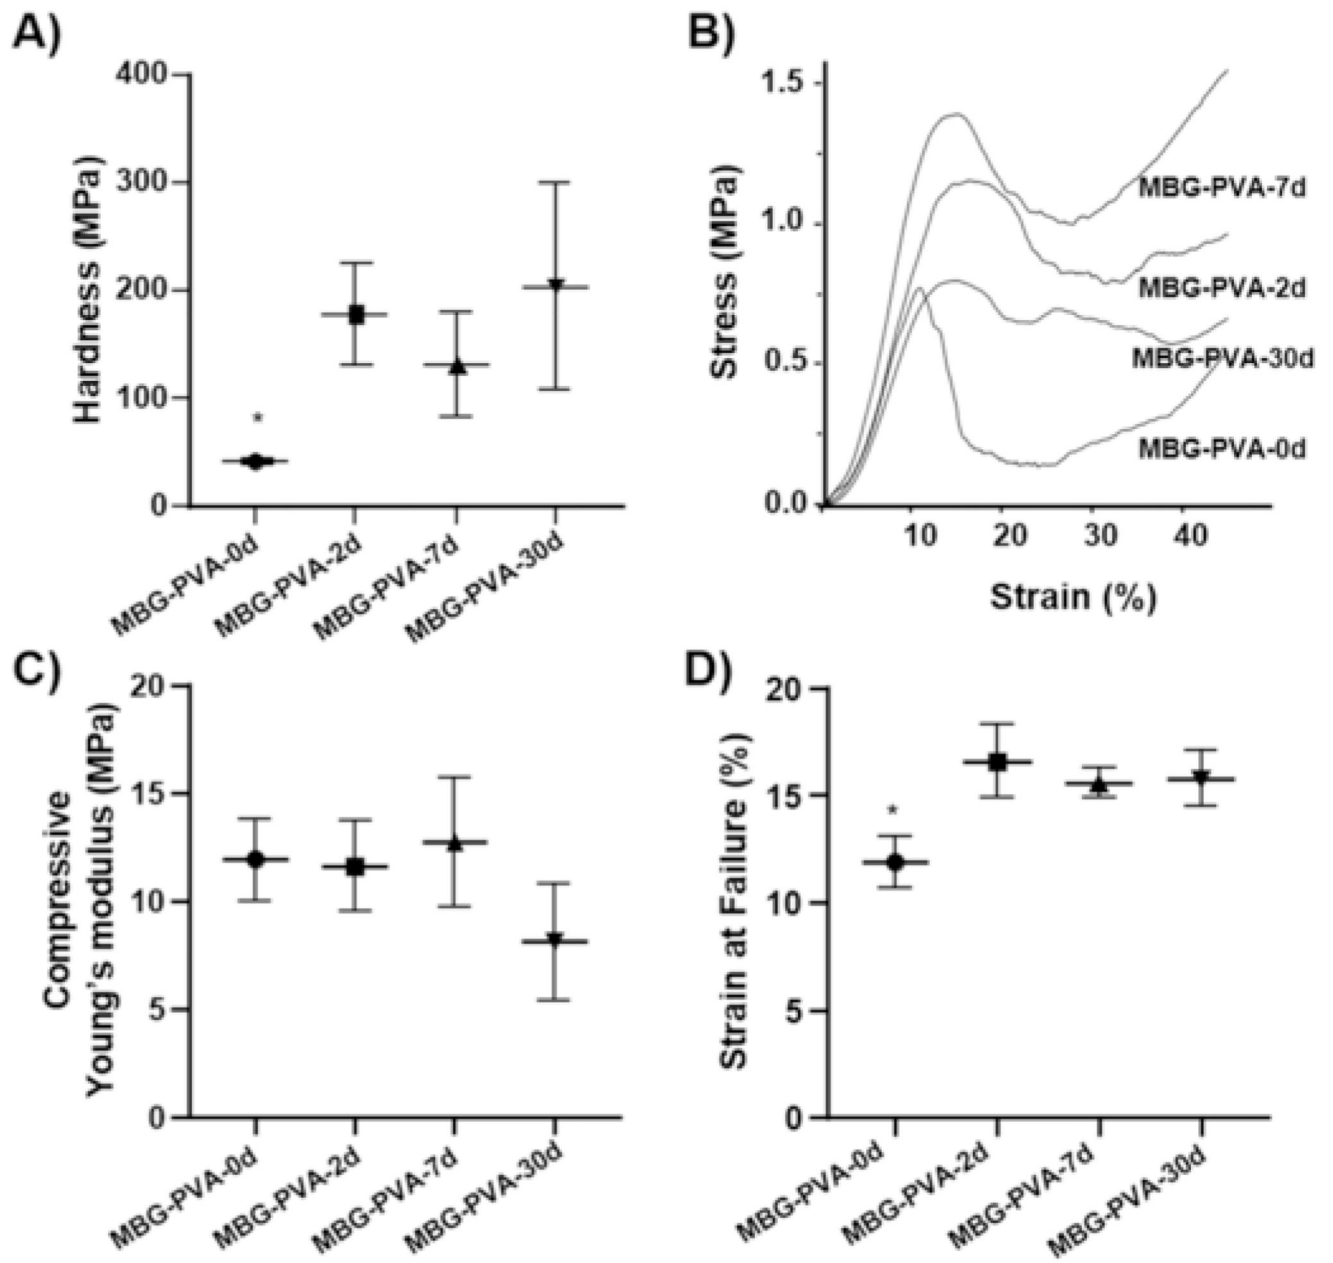 A)
400
300
200
100
0
Hardness (MPa)
*
MBG-PVA-0d
MBG-PVA-2d
MBG-PVA-7d
MBG-PVA-30d
B)
1.5
1.0
0.5
0.0
Stress (MPa)
MBG-PVA-7d
MBG-PVA-2d
MBG-PVA-30d
MBG-PVA-0d
10 20 30 40
Strain (%)
C)
20
15
10
5
0
Compressive
Young's modulus (MPa)
MBG-PVA-0d
MBG-PVA-2d
MBG-PVA-7d
MBG-PVA-30d
D)
20
15
10
5
0
Strain at Failure (%)
*
MBG-PVA-0d
MBG-PVA-2d
MBG-PVA-7d
MBG-PVA-30d